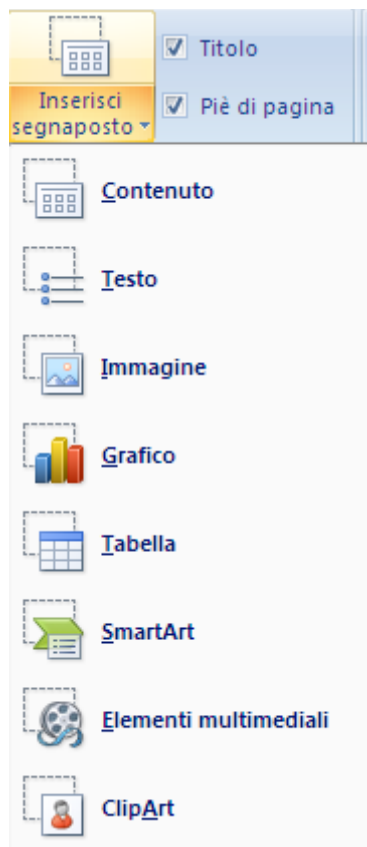 Titolo
Inserisci
segnaposto
Piè di pagina
Contenuto
Testo
Immagine
Grafico
Tabella
SmartArt
Elementi multimediali
ClipArt